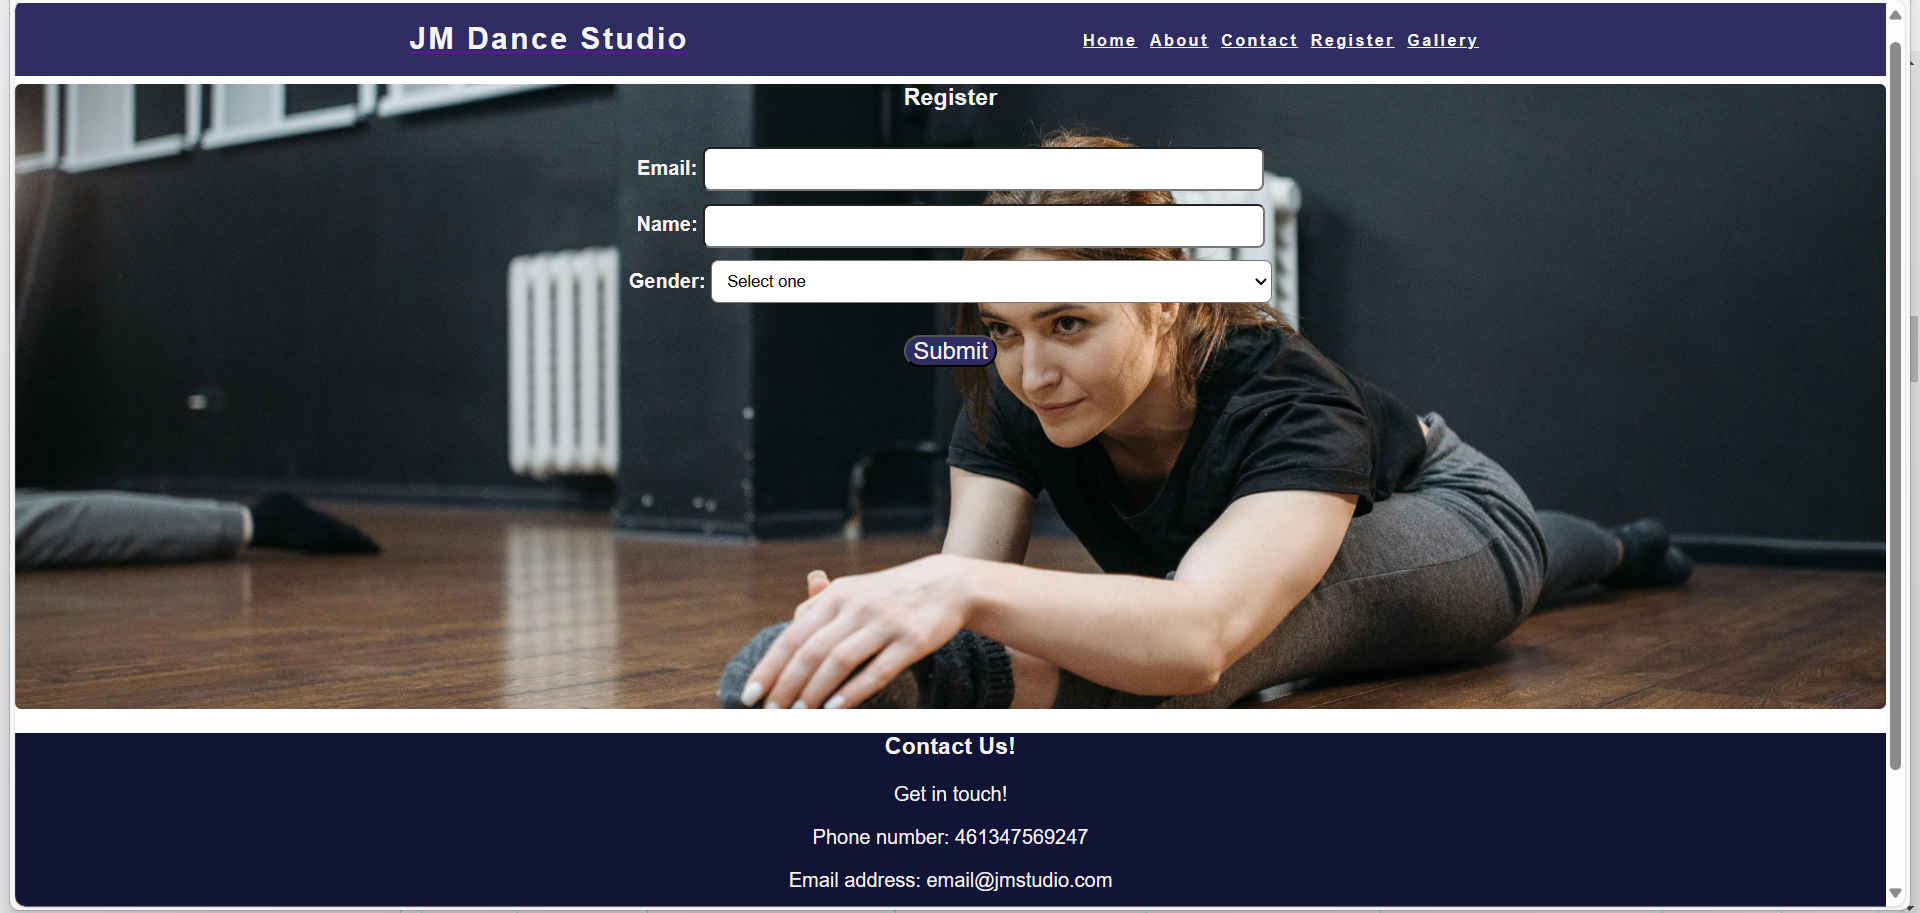 JM Dance Studio
Home About Contact Register Gallery
Register
Email:
Name:
Gender: Select one
Submit
Contact Us!
Get in touch!
Phone number: 461347569247
Email address: email@jmstudio.com